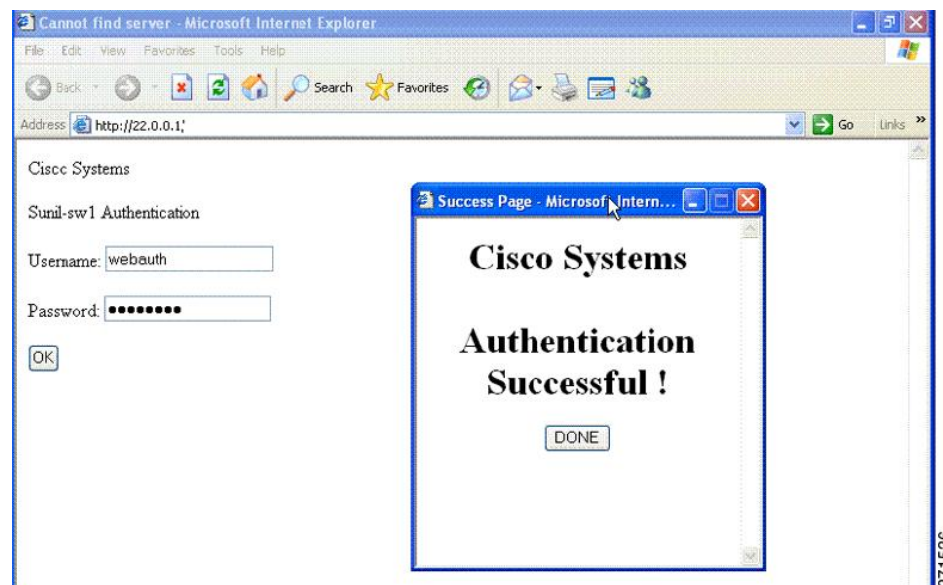 Cannot find server - Microsoft Internet Explorer
File Edit View Favorites Tools Help
Back Search Favorites
Address http://22.0.0.1/ Go Links »
Ciscc Systems
Sunil-sw1 Authentication
Username: webauth
Password: ••••••••
OK
Success Page - Microsoft Intern...
Cisco Systems
Authentication
Successful !
DONE